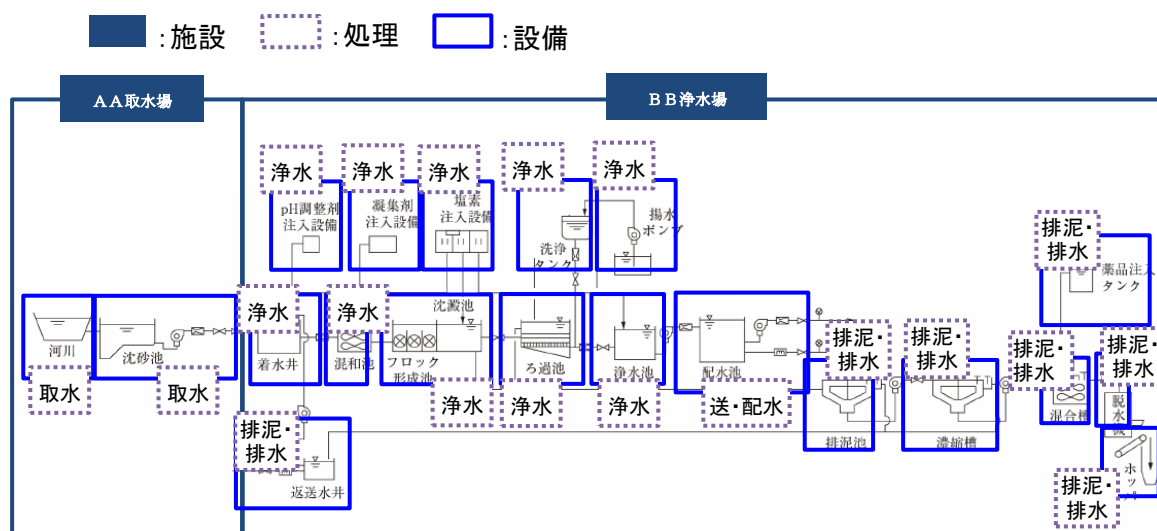 :施設
:処理
:設備
ＡＡ取水場
ＢＢ浄水場
浄水
浄水
浄水
浄水
浄水
pH調整剤
注入設備
凝集剤
注入設備
塩素
注入設備
洗浄
タンク
揚水
ポンプ
排泥・
排水
薬品注入
タンク
浄水
浄水
河川
沈砂池
着水井
混和池
沈澱池
フロック
形成池
ろ過池
浄水池
配水池
排泥・
排水
排泥・
排水
排泥・
排水
排泥・
排水
取水
取水
浄水
浄水
浄水
送・配水
排泥池
濃縮槽
混合槽
脱水機
排泥・
排水
返送水井
排泥・
排水
ホッパ